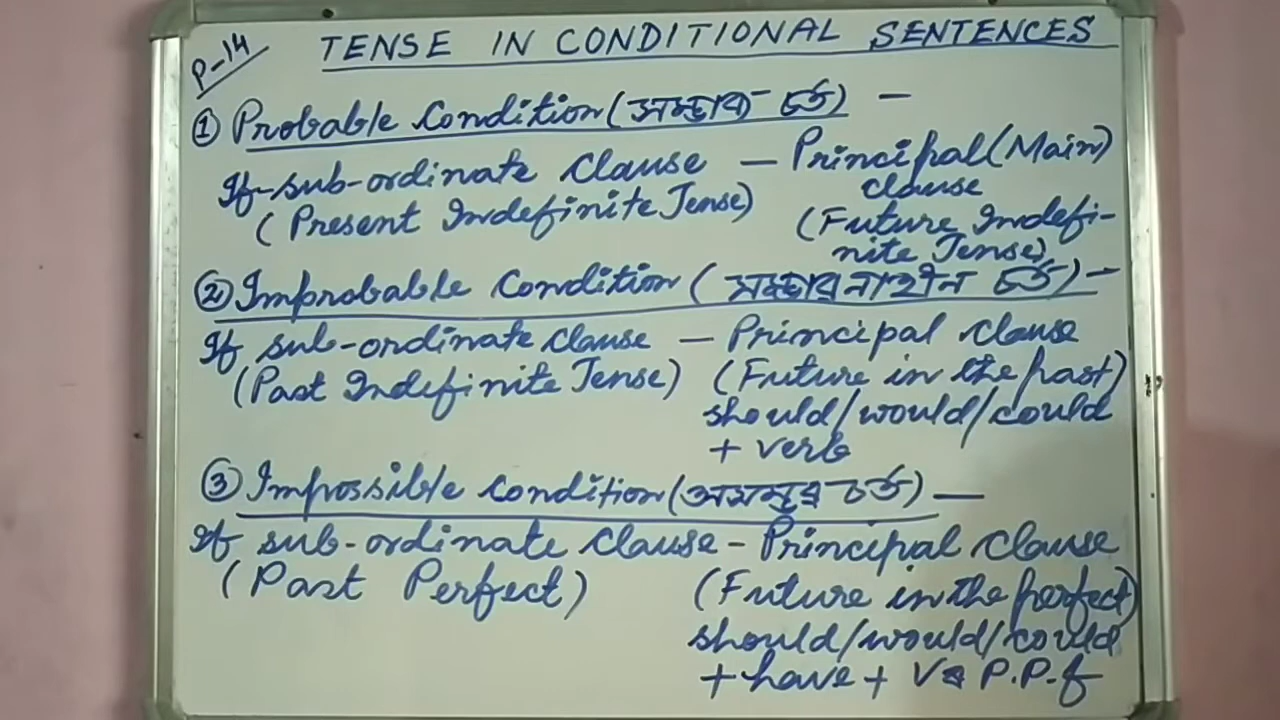 P-14
TENSE IN CONDITIONAL SENTENCES
① Probable Condition (সম্ভাব্য শর্ত) —
If sub-ordinate clause — Principal (Main) clause
(Present Indefinite Tense) (Future Indefi-
nite Tense)
② Improbable Condition (সম্ভাবনাহীন শর্ত) —
If sub-ordinate clause — Principal clause
(Past Indefinite Tense) (Future in the past)
should/would/could
+ verb
③ Impossible condition (অসম্ভব শর্ত) —
If sub-ordinate clause - Principal clause
(Past Perfect) (Future in the perfect)
should/would/could
+ have + V P.P.f